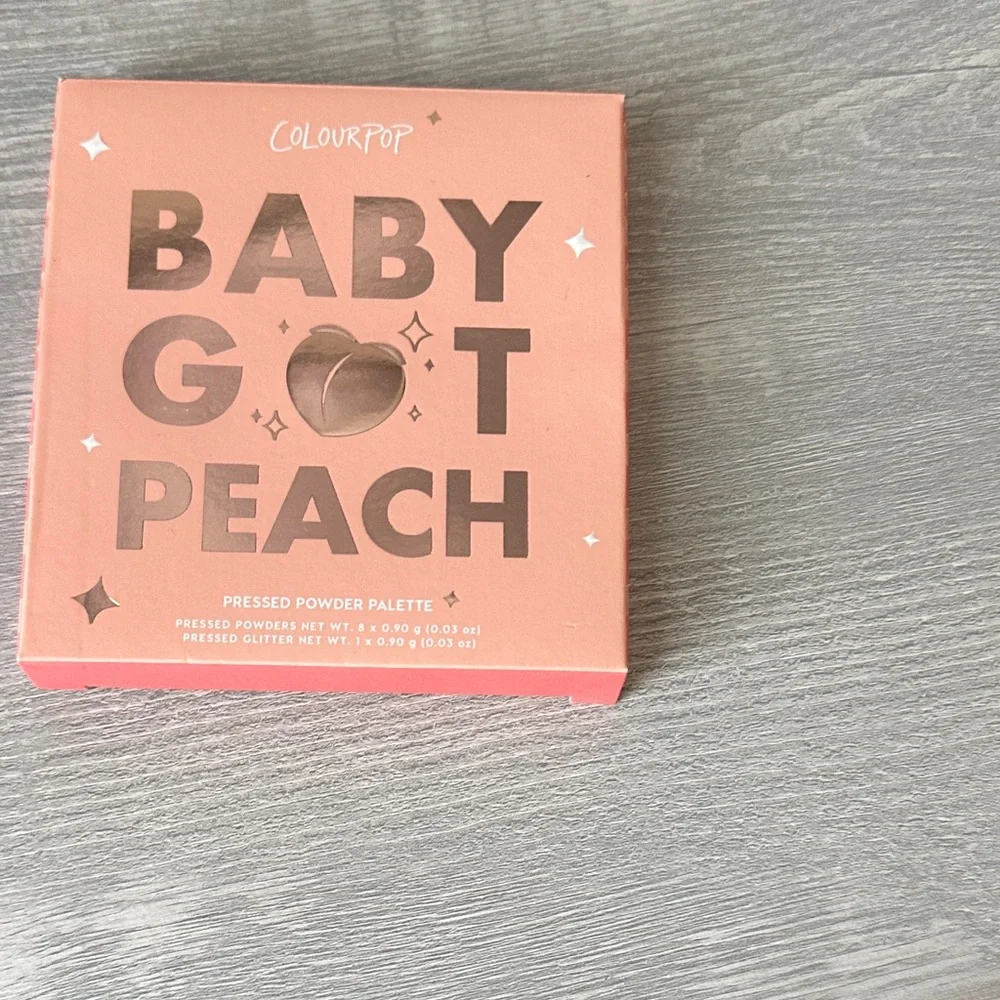 COLOURPOP
BABY
GOT
PEACH
PRESSED POWDER PALETTE
PRESSED POWDERS NET WT. 8 x 0.90 g (0.03 oz)
PRESSED GLITTER NET WT. 1 x 0.90 g (0.03 oz)